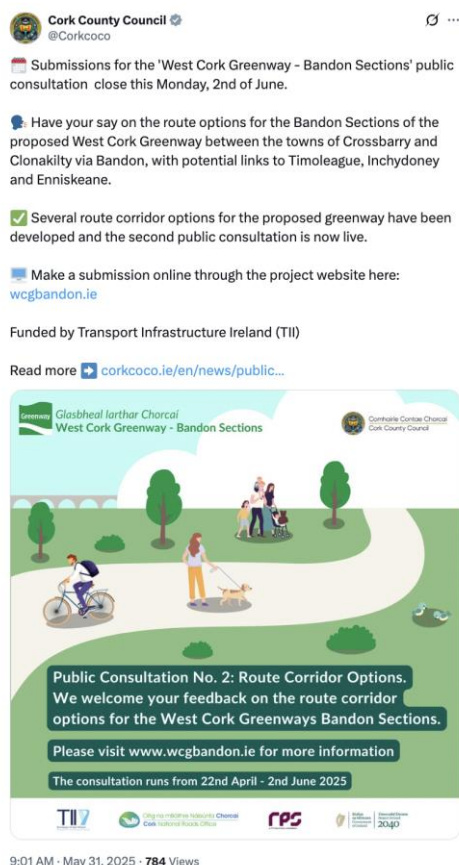 Cork County Council
@Corkcoco
Submissions for the 'West Cork Greenway - Bandon Sections' public
consultation close this Monday, 2nd of June.
Have your say on the route options for the Bandon Sections of the
proposed West Cork Greenway between the towns of Crossbarry and
Clonakilty via Bandon, with potential links to Timoleague, Inchydoney
and Enniskeane.
Several route corridor options for the proposed greenway have been
developed and the second public consultation is now live.
Make a submission online through the project website here:
wcgbandon.ie
Funded by Transport Infrastructure Ireland (TII)
Read more ➡️ corkcoco.ie/en/news/public...
Greenway
Glasbheal Iarthar Chorcaí
West Cork Greenway - Bandon Sections
Comhairle Contae Chorcaí
Cork County Council
Public Consultation No. 2: Route Corridor Options.
We welcome your feedback on the route corridor
options for the West Cork Greenways Bandon Sections.
Please visit www.wcgbandon.ie for more information
The consultation runs from 22nd April - 2nd June 2025
TII
Cork National Roads Office
rps
2040
9:01 AM · May 31, 2025 · 784 Views